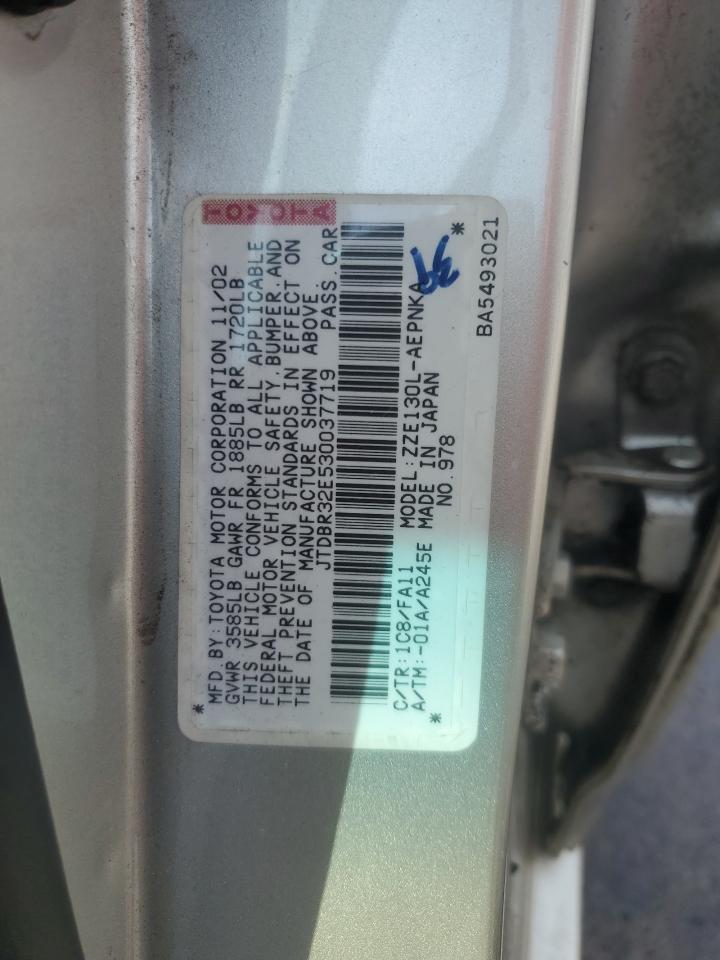 TOYOTA
MFD.BY:TOYOTA MOTOR CORPORATION 11/02
GVWR 3585LB GAWR FR 1885LB RR 1720LB
THIS VEHICLE CONFORMS TO ALL APPLICABLE
FEDERAL MOTOR VEHICLE SAFETY,BUMPER,AND
THEFT PREVENTION STANDARDS IN EFFECT ON
THE DATE OF MANUFACTURE SHOWN ABOVE.
JTDBR32E530037719 PASS.CAR
C/TR:1C8/FA11 MODEL:ZZE130L-AEPNKA
A/TM:-01A/A245E MADE IN JAPAN
NO.978
BA5493021